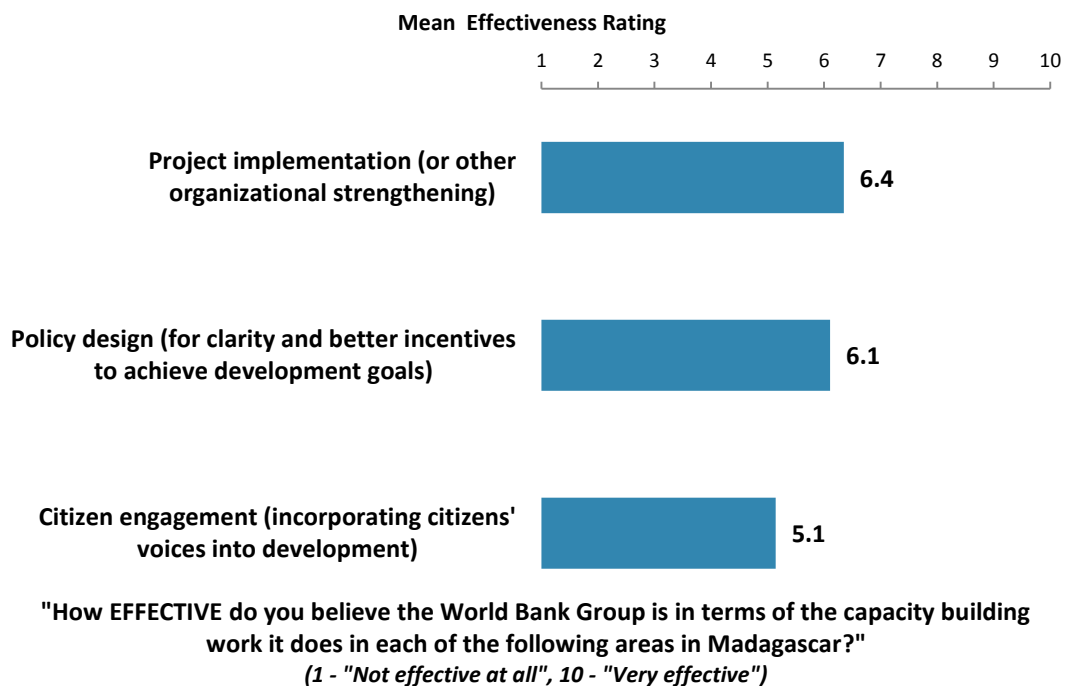 Mean Effectiveness Rating
1 2 3 4 5 6 7 8 9 10
Project implementation (or other
organizational strengthening)
6.4
Policy design (for clarity and better incentives
to achieve development goals)
6.1
Citizen engagement (incorporating citizens'
voices into development)
5.1
"How EFFECTIVE do you believe the World Bank Group is in terms of the capacity building
work it does in each of the following areas in Madagascar?"
(1 - "Not effective at all", 10 - "Very effective")